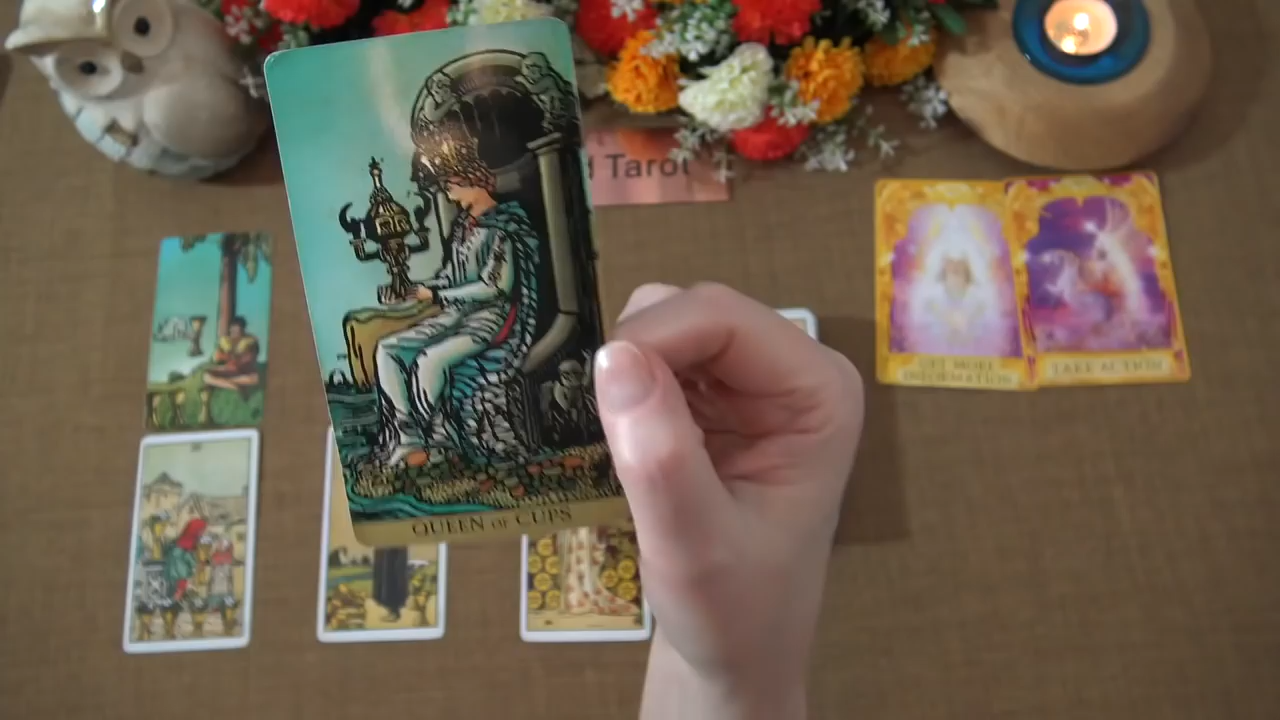 d Tarot
GET MORE
INFORMATION
TAKE ACTION
QUEEN OF CUPS